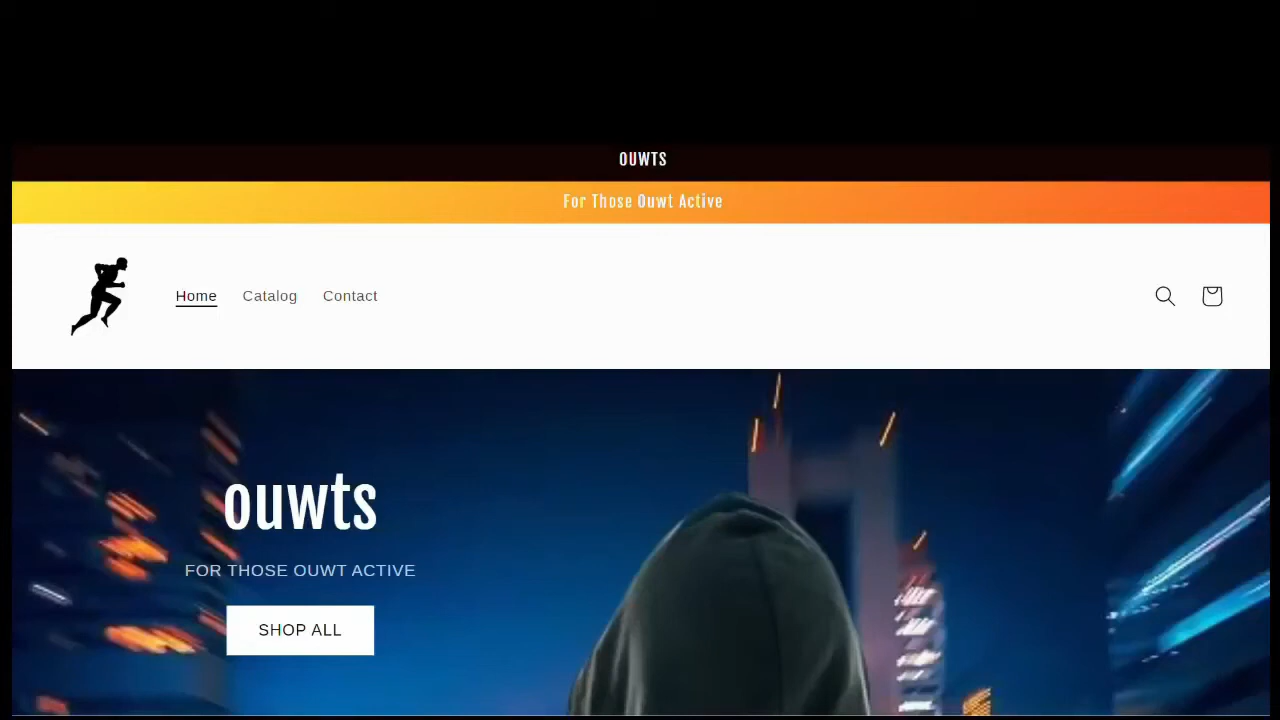 OUWTS
For Those Ouwt Active
Home Catalog Contact
ouwts
FOR THOSE OUWT ACTIVE
SHOP ALL